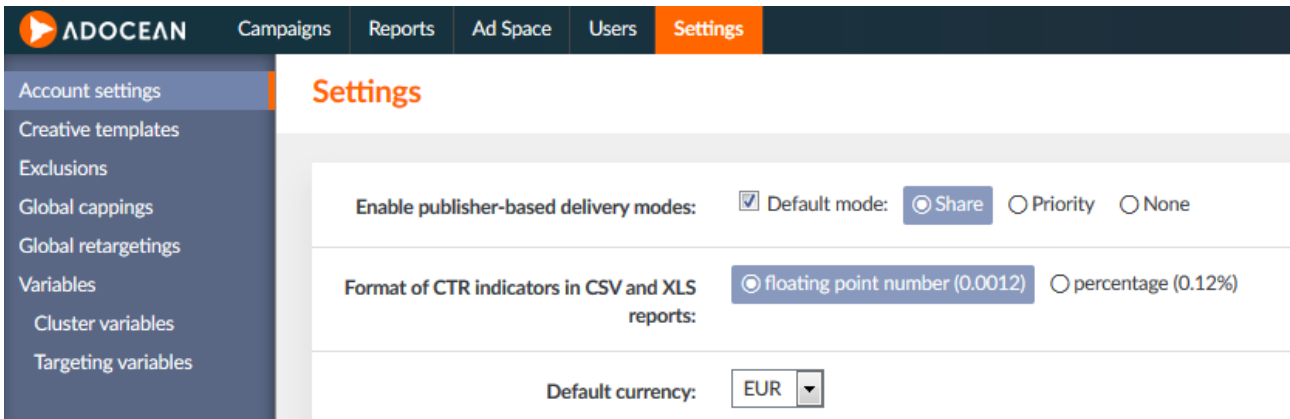 ADOCEAN Campaigns Reports Ad Space Users Settings
Account settings
Creative templates
Exclusions
Global cappings
Global retargetings
Variables
Cluster variables
Targeting variables
Settings
Enable publisher-based delivery modes: Default mode: Share Priority None
Format of CTR indicators in CSV and XLS
reports:
floating point number (0.0012) percentage (0.12%)
Default currency: EUR